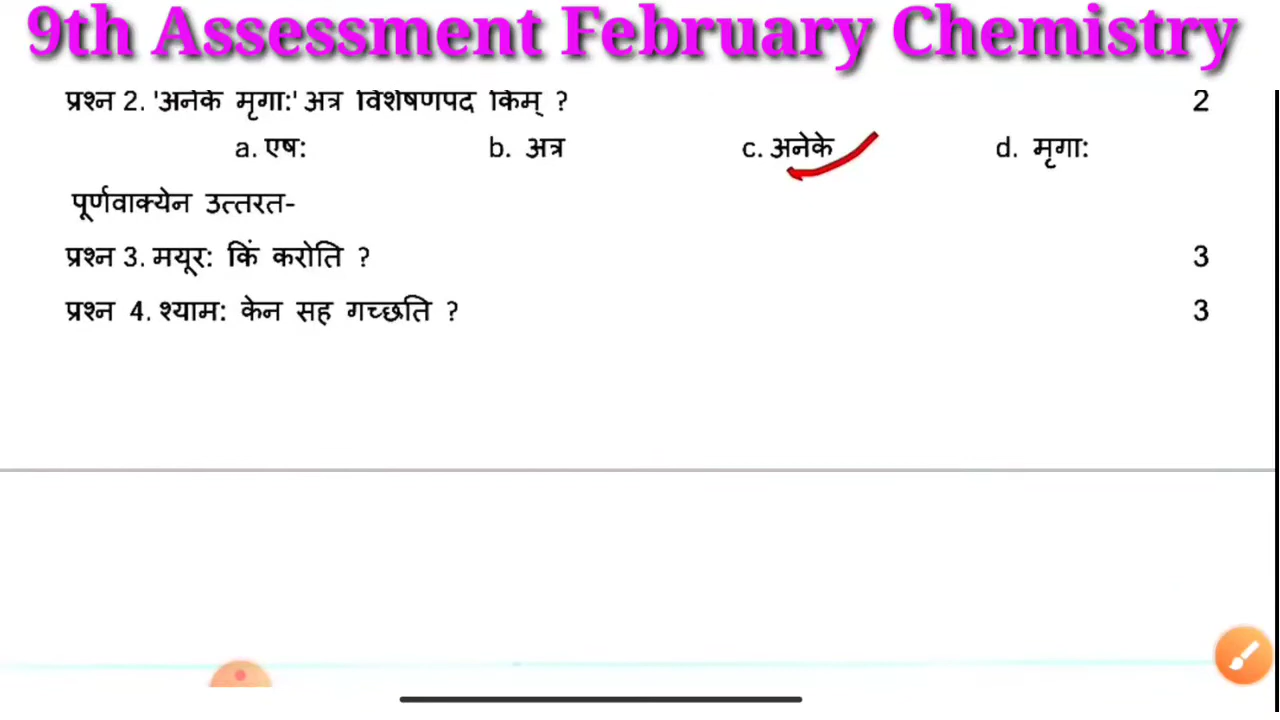 9th Assessment February Chemistry
प्रश्न 2. 'अनेके मृगा:' अत्र विशेषणपद किम् ? 2
a. एष: b. अत्र c. अनेके d. मृगा:
पूर्णवाक्येन उत्तरत-
प्रश्न 3. मयूर: किं करोति ? 3
प्रश्न 4. श्याम: केन सह गच्छति ? 3